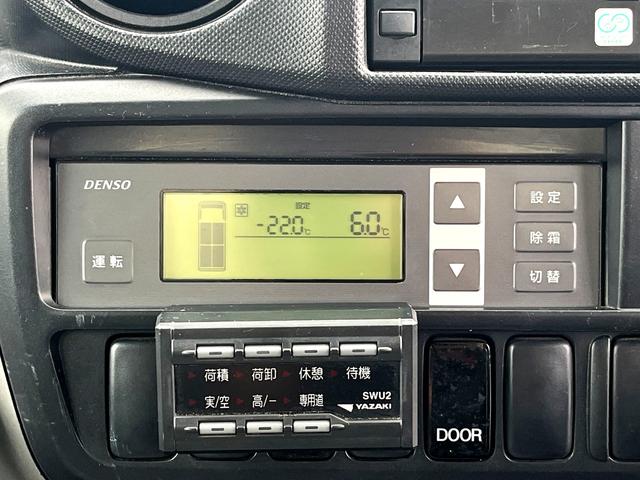 DENSO
設定
-22.0℃ 6.0℃
設定
運転
除霜
切替
荷積 荷卸 休憩 待機
実/空 高/一 専用道
SWU2
YAZAKI
DOOR